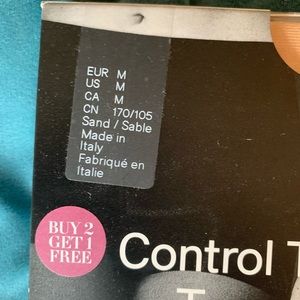 EUR M
US M
CA M
CN 170/105
Sand / Sable
Made in
Italy
Fabriqué en
Italie
BUY 2
GET 1
FREE
Control T
T